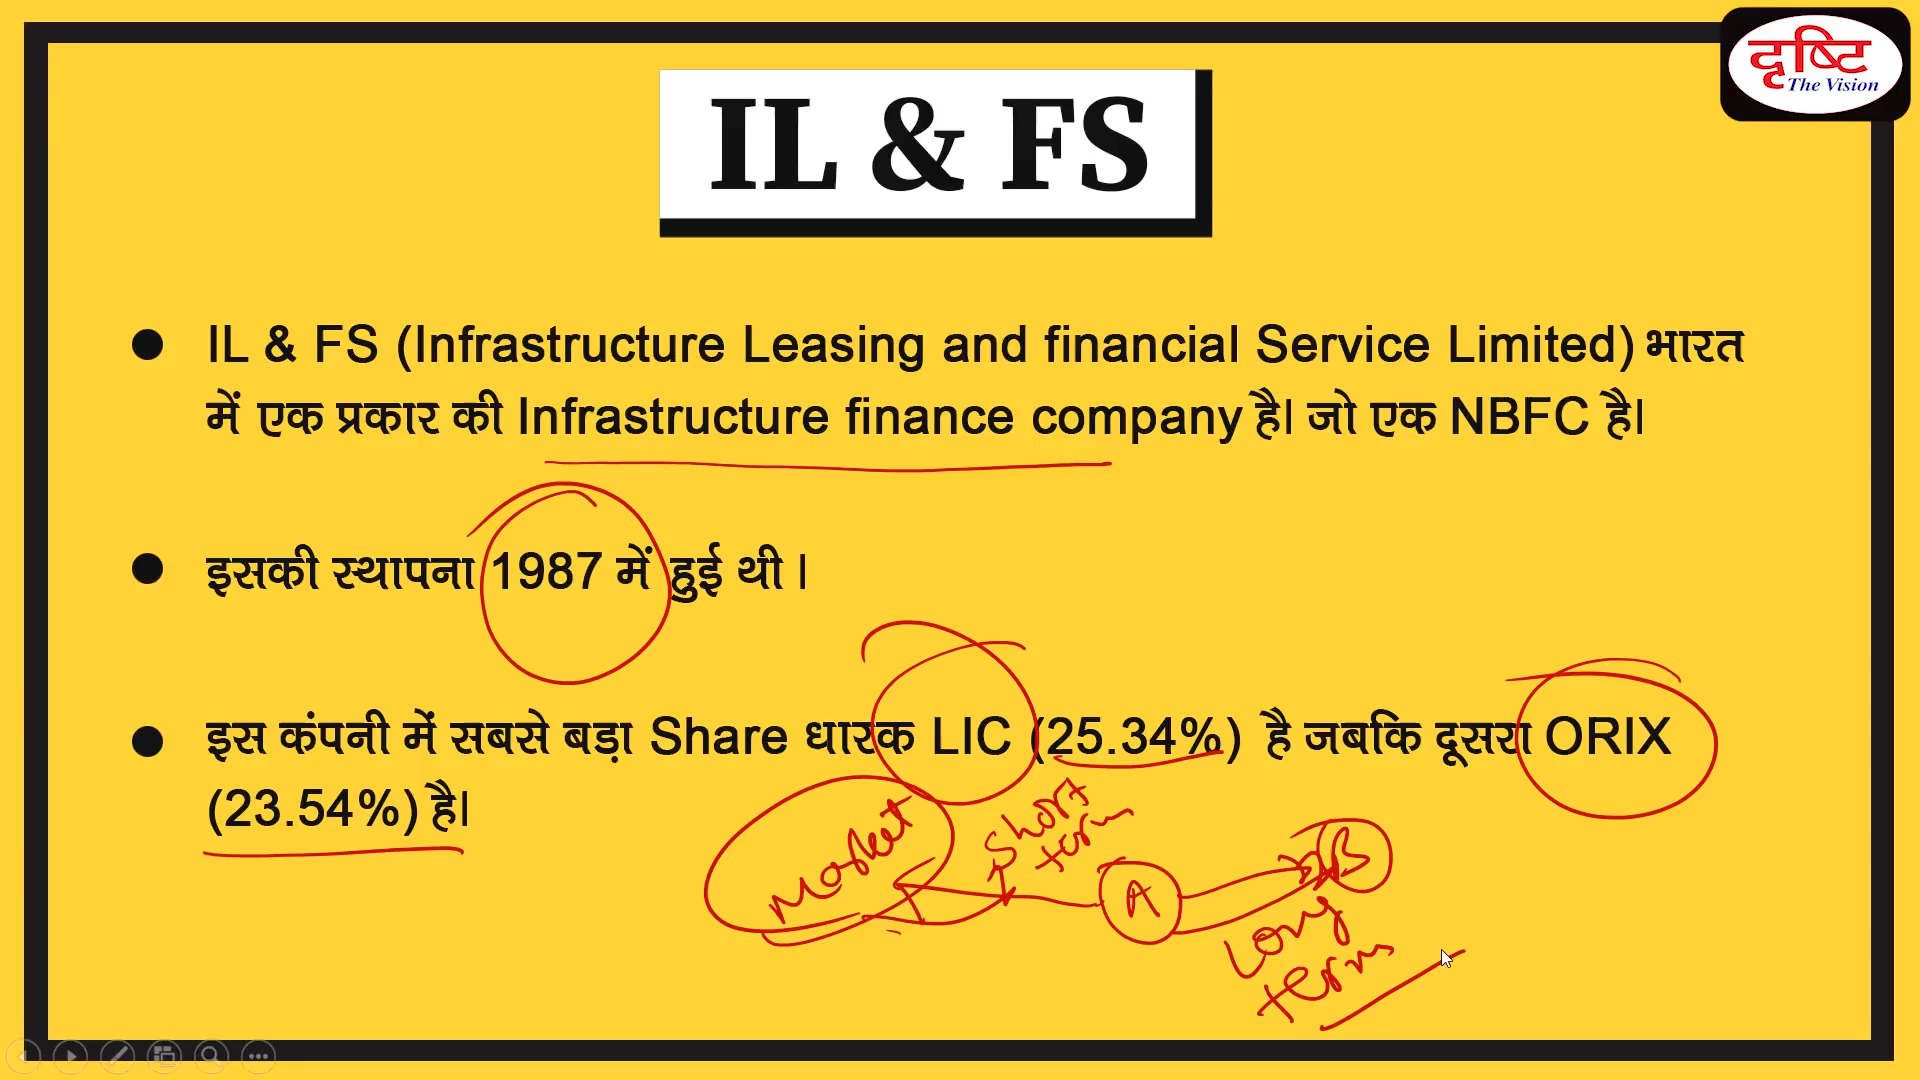 दृष्टि
The Vision
IL & FS
IL & FS (Infrastructure Leasing and financial Service Limited) भारत
में एक प्रकार की Infrastructure finance company है। जो एक NBFC है।
इसकी स्थापना 1987 में हुई थी ।
इस कंपनी में सबसे बड़ा Share धारक LIC (25.34%) है जबकि दूसरा ORIX
(23.54%) है।
Market
Short
term
A
B
Long
term